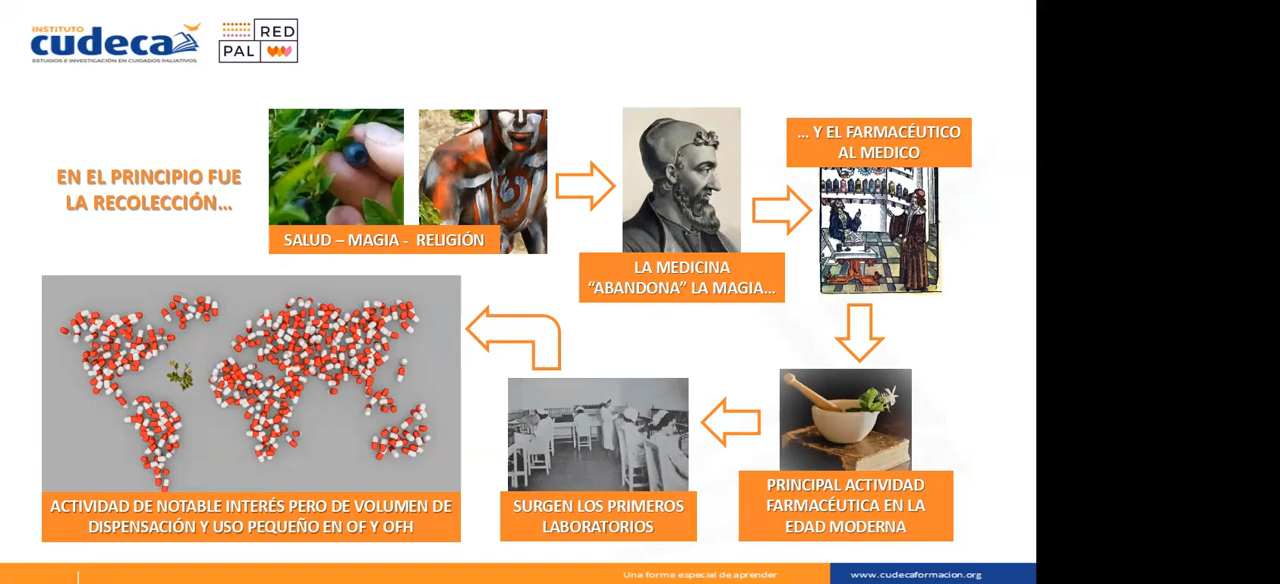 INSTITUTO
cudeca
ESTUDIOS E INVESTIGACIÓN EN CUIDADOS PALIATIVOS
RED
PAL
EN EL PRINCIPIO FUE
LA RECOLECCIÓN...
SALUD – MAGIA - RELIGIÓN
LA MEDICINA
“ABANDONA” LA MAGIA...
... Y EL FARMACÉUTICO
AL MEDICO
PRINCIPAL ACTIVIDAD
FARMACÉUTICA EN LA
EDAD MODERNA
SURGEN LOS PRIMEROS
LABORATORIOS
ACTIVIDAD DE NOTABLE INTERÉS PERO DE VOLUMEN DE
DISPENSACIÓN Y USO PEQUEÑO EN OF Y OFH
Una forma especial de aprender
www.cudecaformacion.org